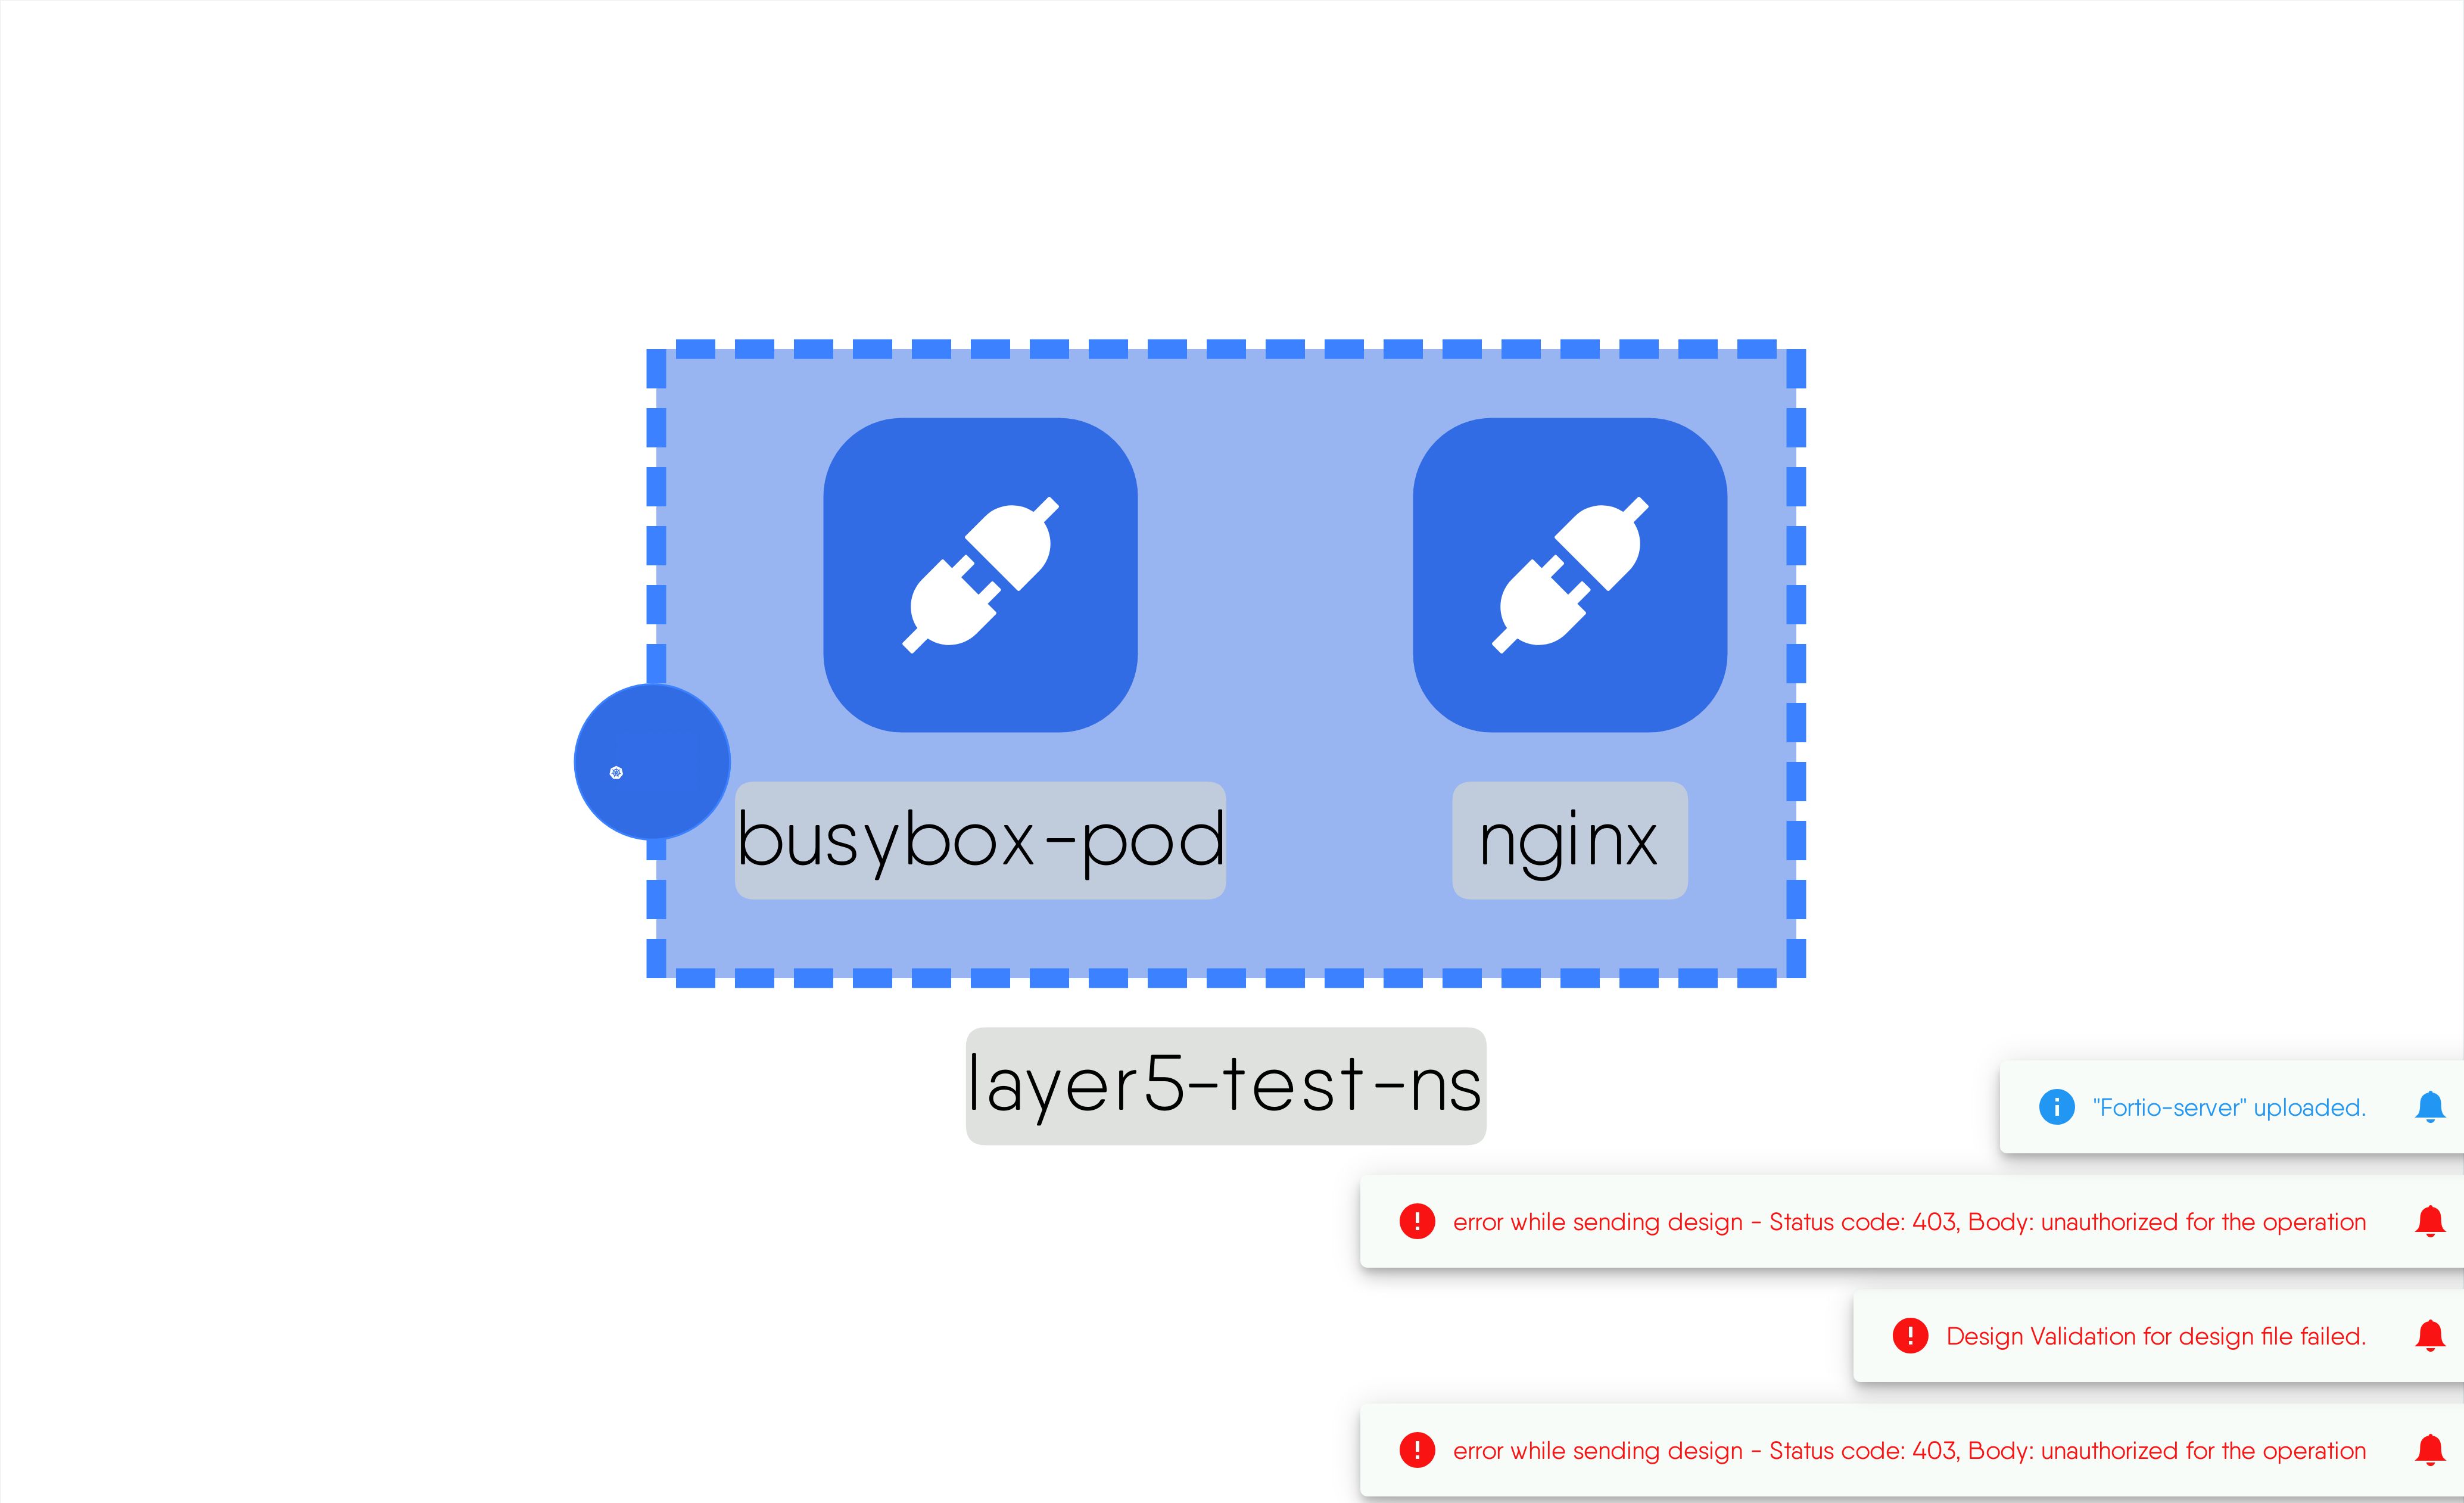 busybox-pod
nginx
layer5-test-ns
"Fortio-server" uploaded.
error while sending design - Status code: 403, Body: unauthorized for the operation
Design Validation for design file failed.
error while sending design - Status code: 403, Body: unauthorized for the operation